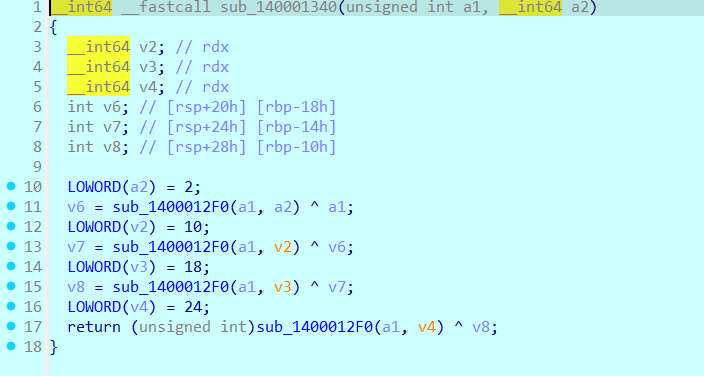 1 __int64 __fastcall sub_140001340(unsigned int a1, __int64 a2)
2 {
3 __int64 v2; // rdx
4 __int64 v3; // rdx
5 __int64 v4; // rdx
6 int v6; // [rsp+20h] [rbp-18h]
7 int v7; // [rsp+24h] [rbp-14h]
8 int v8; // [rsp+28h] [rbp-10h]
9
10 LOWORD(a2) = 2;
11 v6 = sub_1400012F0(a1, a2) ^ a1;
12 LOWORD(v2) = 10;
13 v7 = sub_1400012F0(a1, v2) ^ v6;
14 LOWORD(v3) = 18;
15 v8 = sub_1400012F0(a1, v3) ^ v7;
16 LOWORD(v4) = 24;
17 return (unsigned int)sub_1400012F0(a1, v4) ^ v8;
18 }